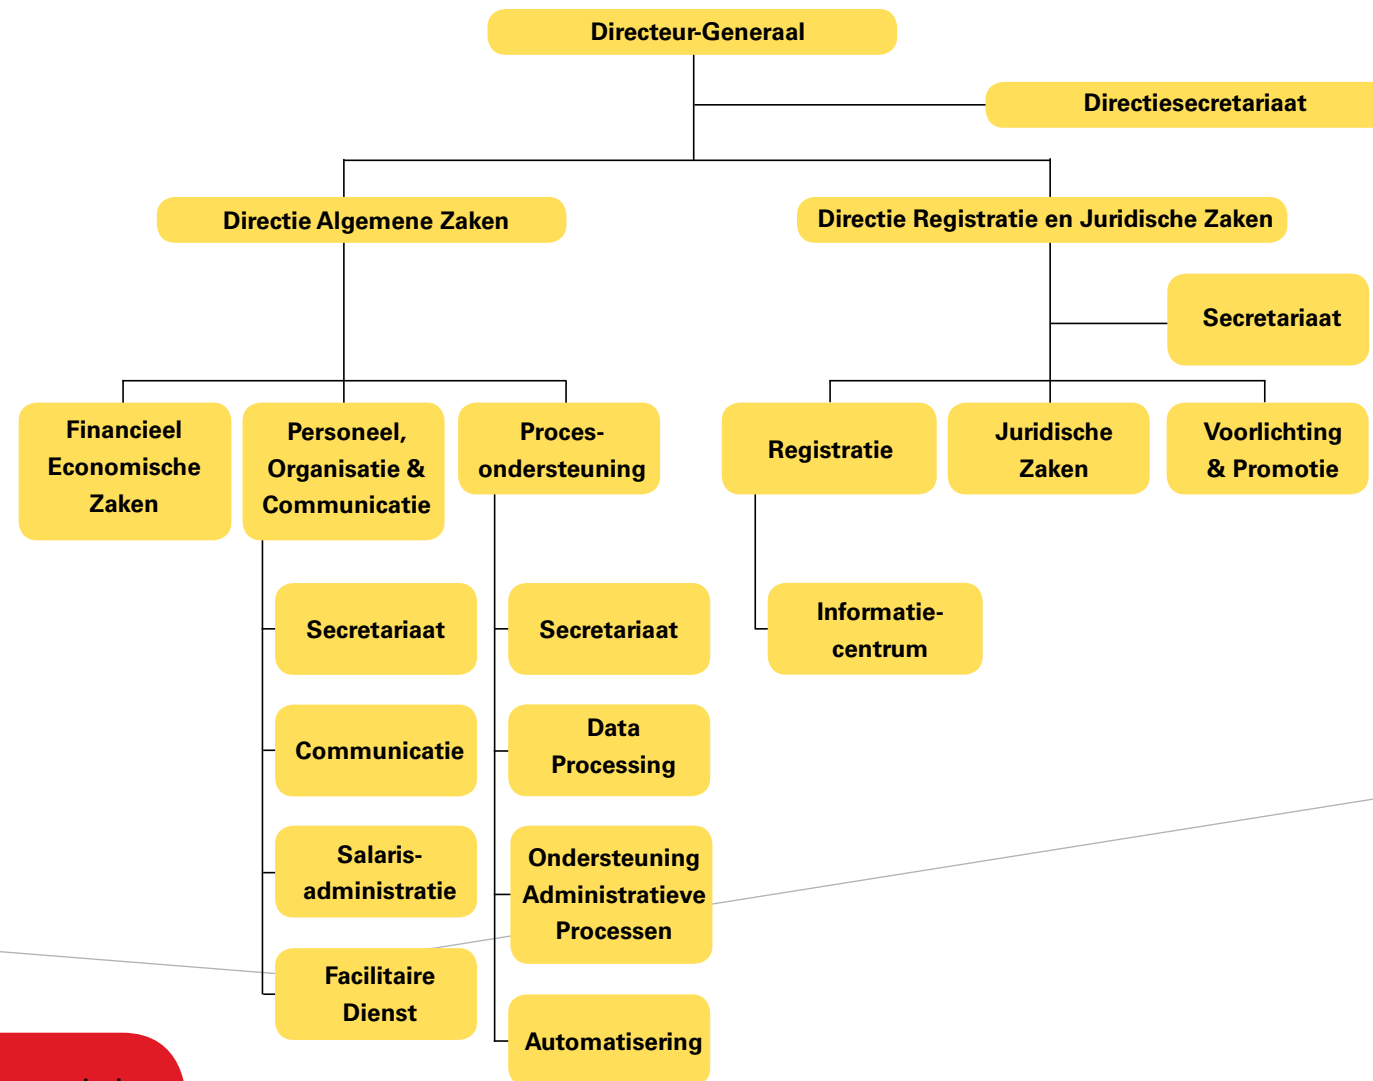 Directeur-Generaal
Directiesecretariaat
Directie Algemene Zaken
Directie Registratie en Juridische Zaken
Secretariaat
Financieel
Economische
Zaken
Personeel,
Organisatie &
Communicatie
Proces-
ondersteuning
Registratie
Juridische
Zaken
Voorlichting
& Promotie
Secretariaat
Secretariaat
Informatie-
centrum
Communicatie
Data
Processing
Salaris-
administratie
Ondersteuning
Administratieve
Processen
Facilitaire
Dienst
Automatisering